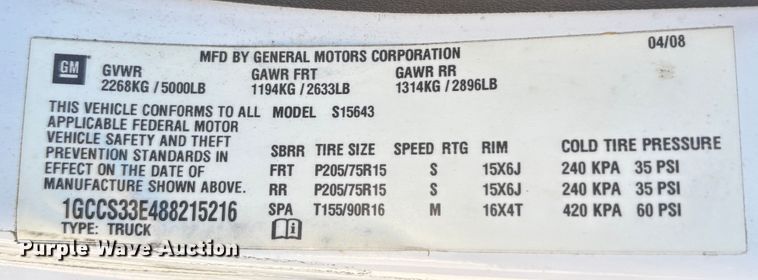 MFD BY GENERAL MOTORS CORPORATION 04/08
GM GVWR GAWR FRT GAWR RR
2268KG / 5000LB 1194KG / 2633LB 1314KG / 2896LB
THIS VEHICLE CONFORMS TO ALL MODEL S15643
APPLICABLE FEDERAL MOTOR
VEHICLE SAFETY AND THEFT
PREVENTION STANDARDS IN
EFFECT ON THE DATE OF
MANUFACTURE SHOWN ABOVE.
SBRR TIRE SIZE SPEED RTG RIM COLD TIRE PRESSURE
FRT P205/75R15 S 15X6J 240 KPA 35 PSI
RR P205/75R15 S 15X6J 240 KPA 35 PSI
SPA T155/90R16 M 16X4T 420 KPA 60 PSI
1GCCS33E488215216
TYPE: TRUCK
Purple Wave Auction